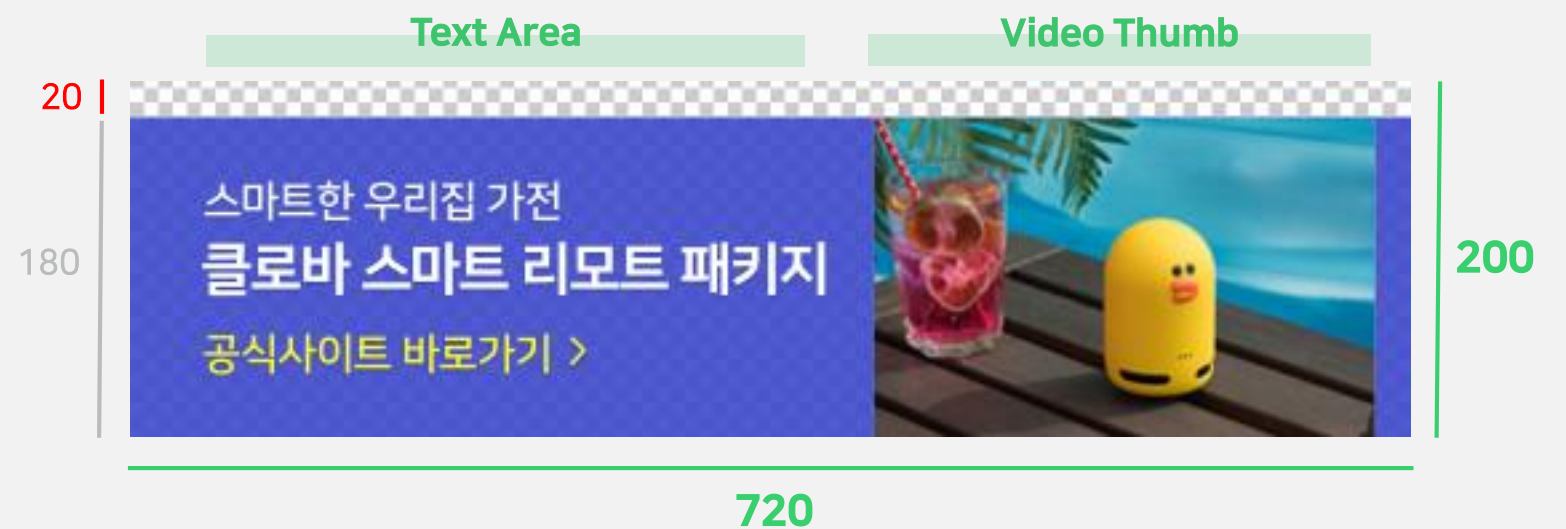 Text Area
Video Thumb
20
180
스마트한 우리집 가전
클로바 스마트 리모트 패키지
공식사이트 바로가기 >
200
720